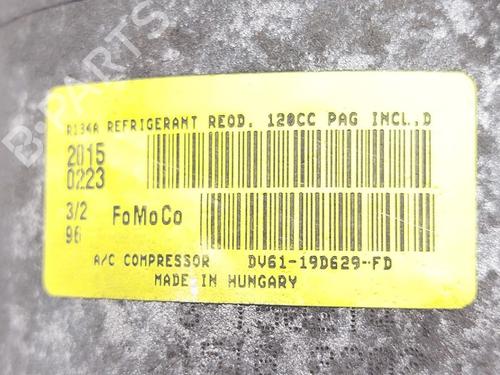 R134A REFRIGERANT REQD. 120CC PAG INCL.,D
2015
0223
3/2 FoMoCo
96
A/C COMPRESSOR DV61-19D629-FD
MADE IN HUNGARY
B-PARTS